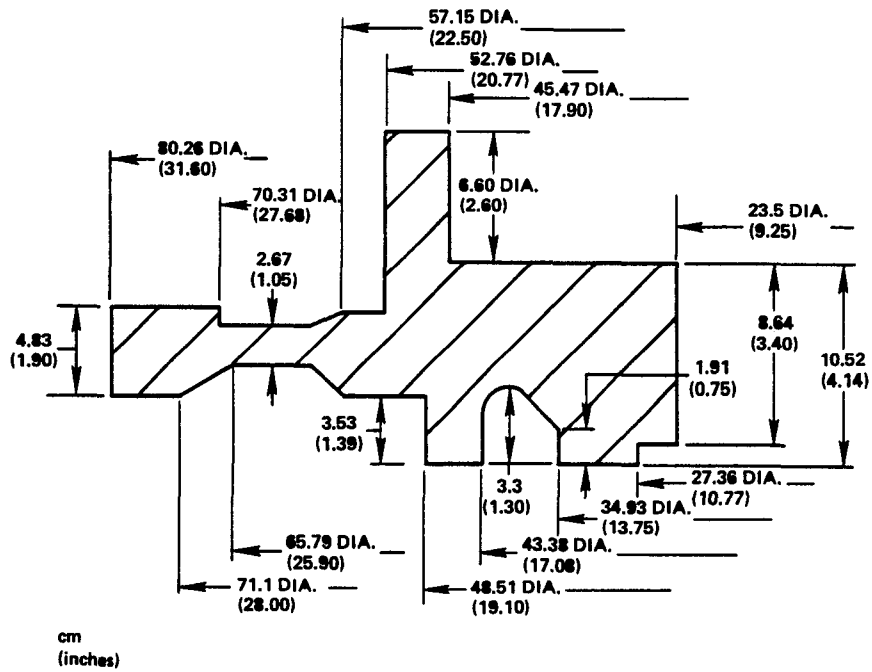 57.15 DIA.
(22.50)
52.76 DIA.
(20.77)
45.47 DIA.
(17.90)
80.26 DIA.
(31.60)
6.60 DIA.
(2.60)
70.31 DIA.
(27.68)
23.5 DIA.
(9.25)
2.67
(1.05)
4.83
(1.90)
8.64
(3.40)
10.52
(4.14)
1.91
(0.75)
3.53
(1.39)
3.3
(1.30)
27.36 DIA.
(10.77)
34.93 DIA.
(13.75)
65.79 DIA.
(25.90)
43.38 DIA.
(17.08)
71.1 DIA.
(28.00)
48.51 DIA.
(19.10)
cm
(inches)